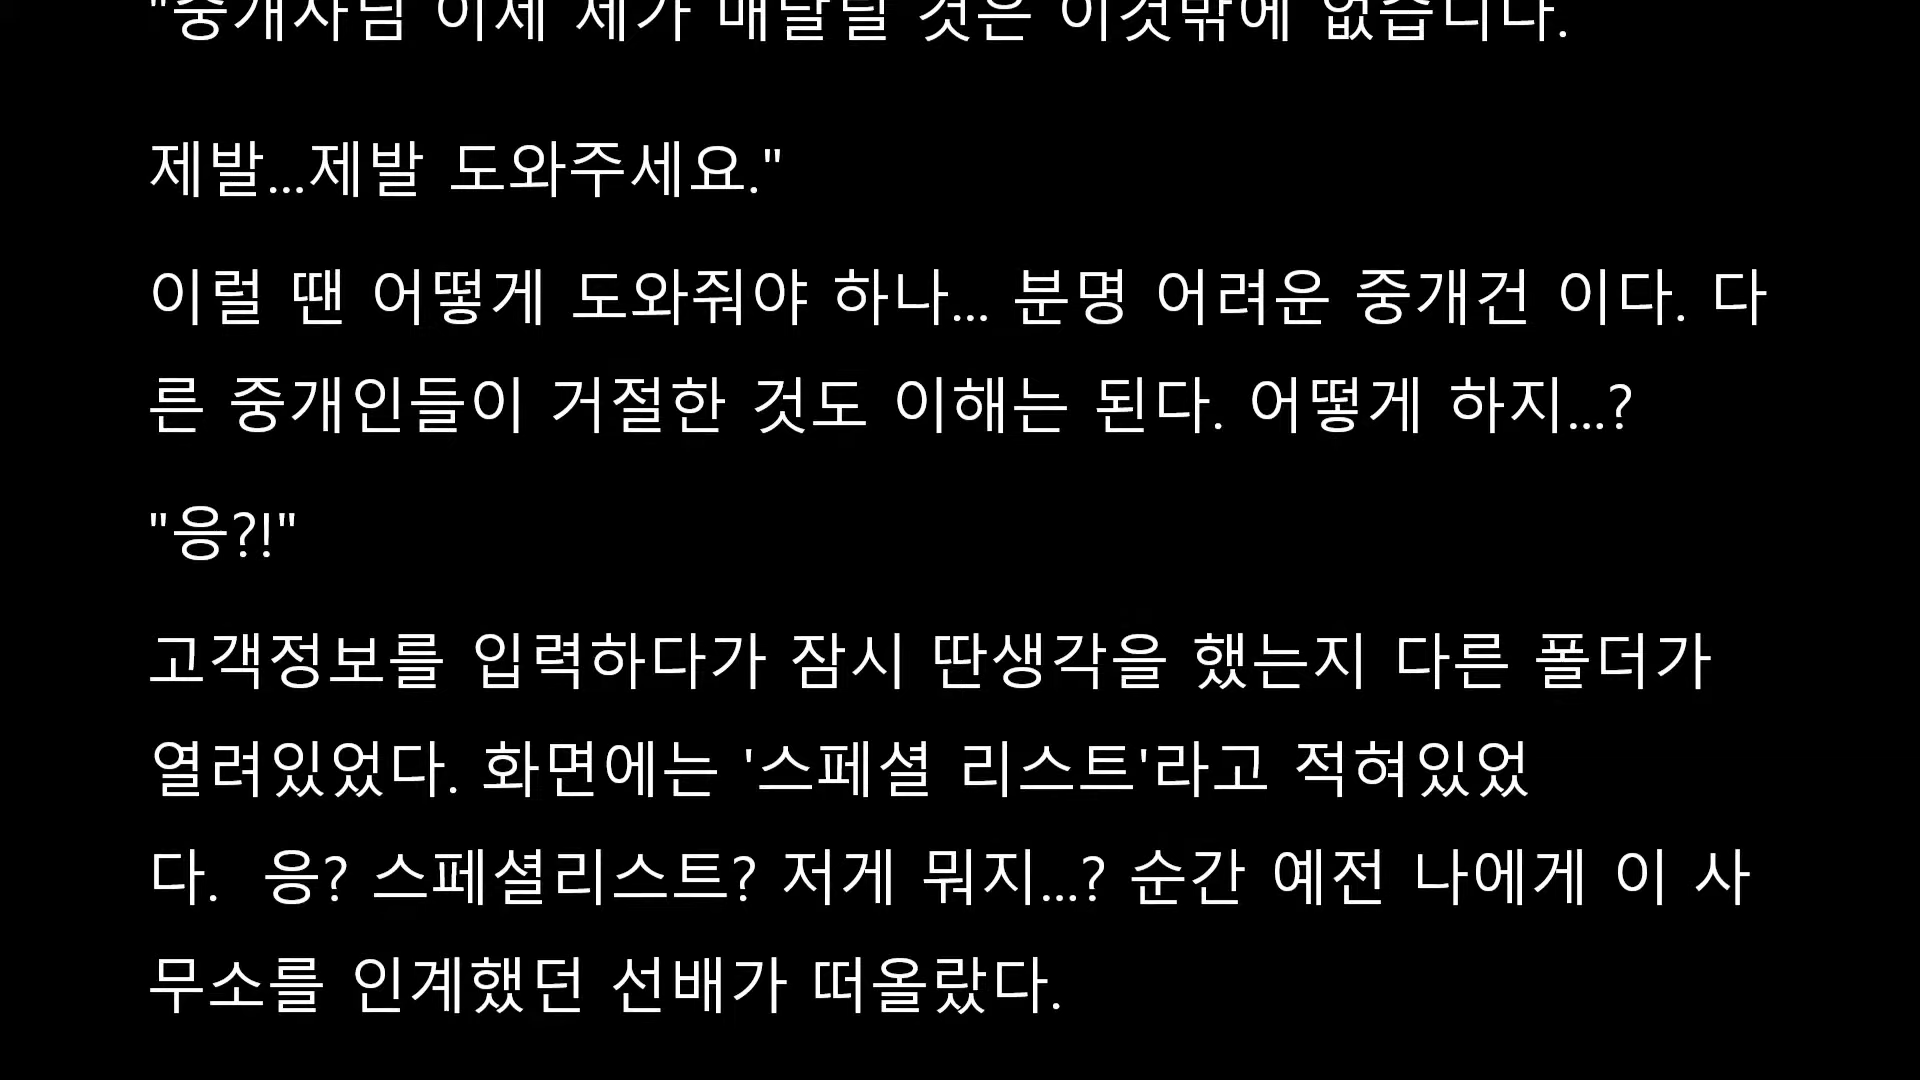 "중개사님 이제 제가 매달릴 것은 이것밖에 없습니다.
제발...제발 도와주세요."
이럴 땐 어떻게 도와줘야 하나... 분명 어려운 중개건 이다. 다
른 중개인들이 거절한 것도 이해는 된다. 어떻게 하지...?
"응?!"
고객정보를 입력하다가 잠시 딴생각을 했는지 다른 폴더가
열려있었다. 화면에는 '스페셜 리스트'라고 적혀있었
다.  응? 스페셜리스트? 저게 뭐지...? 순간 예전 나에게 이 사
무소를 인계했던 선배가 떠올랐다.